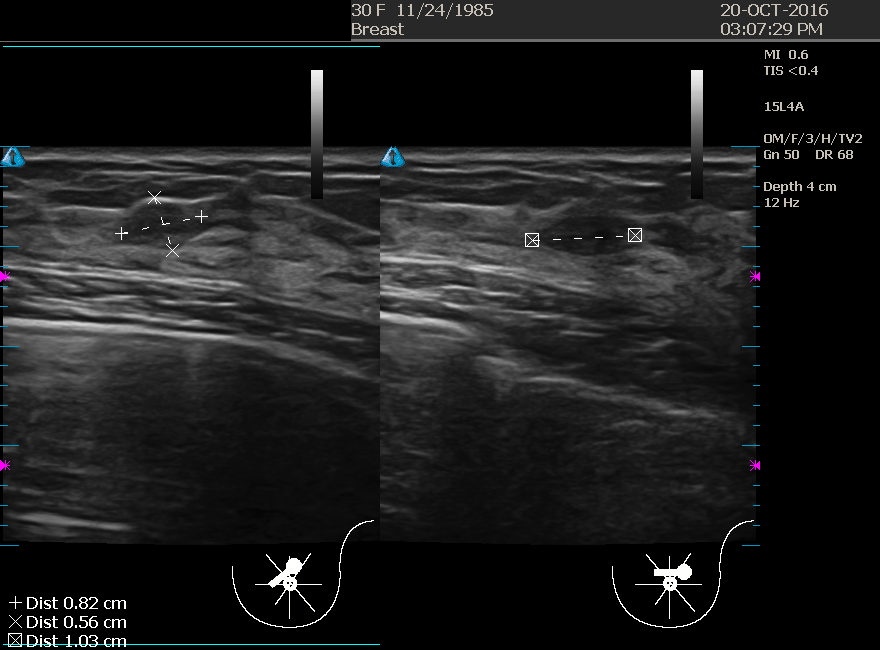 30 F 11/24/1985
20-OCT-2016
Breast
03:07:29 PM
MI 0.6
TIS <0.4
15L4A
OM/F/3/H/TV2
Gn 50 DR 68
Depth 4 cm
12 Hz
Dist 0.82 cm
Dist 0.56 cm
Dist 1.03 cm